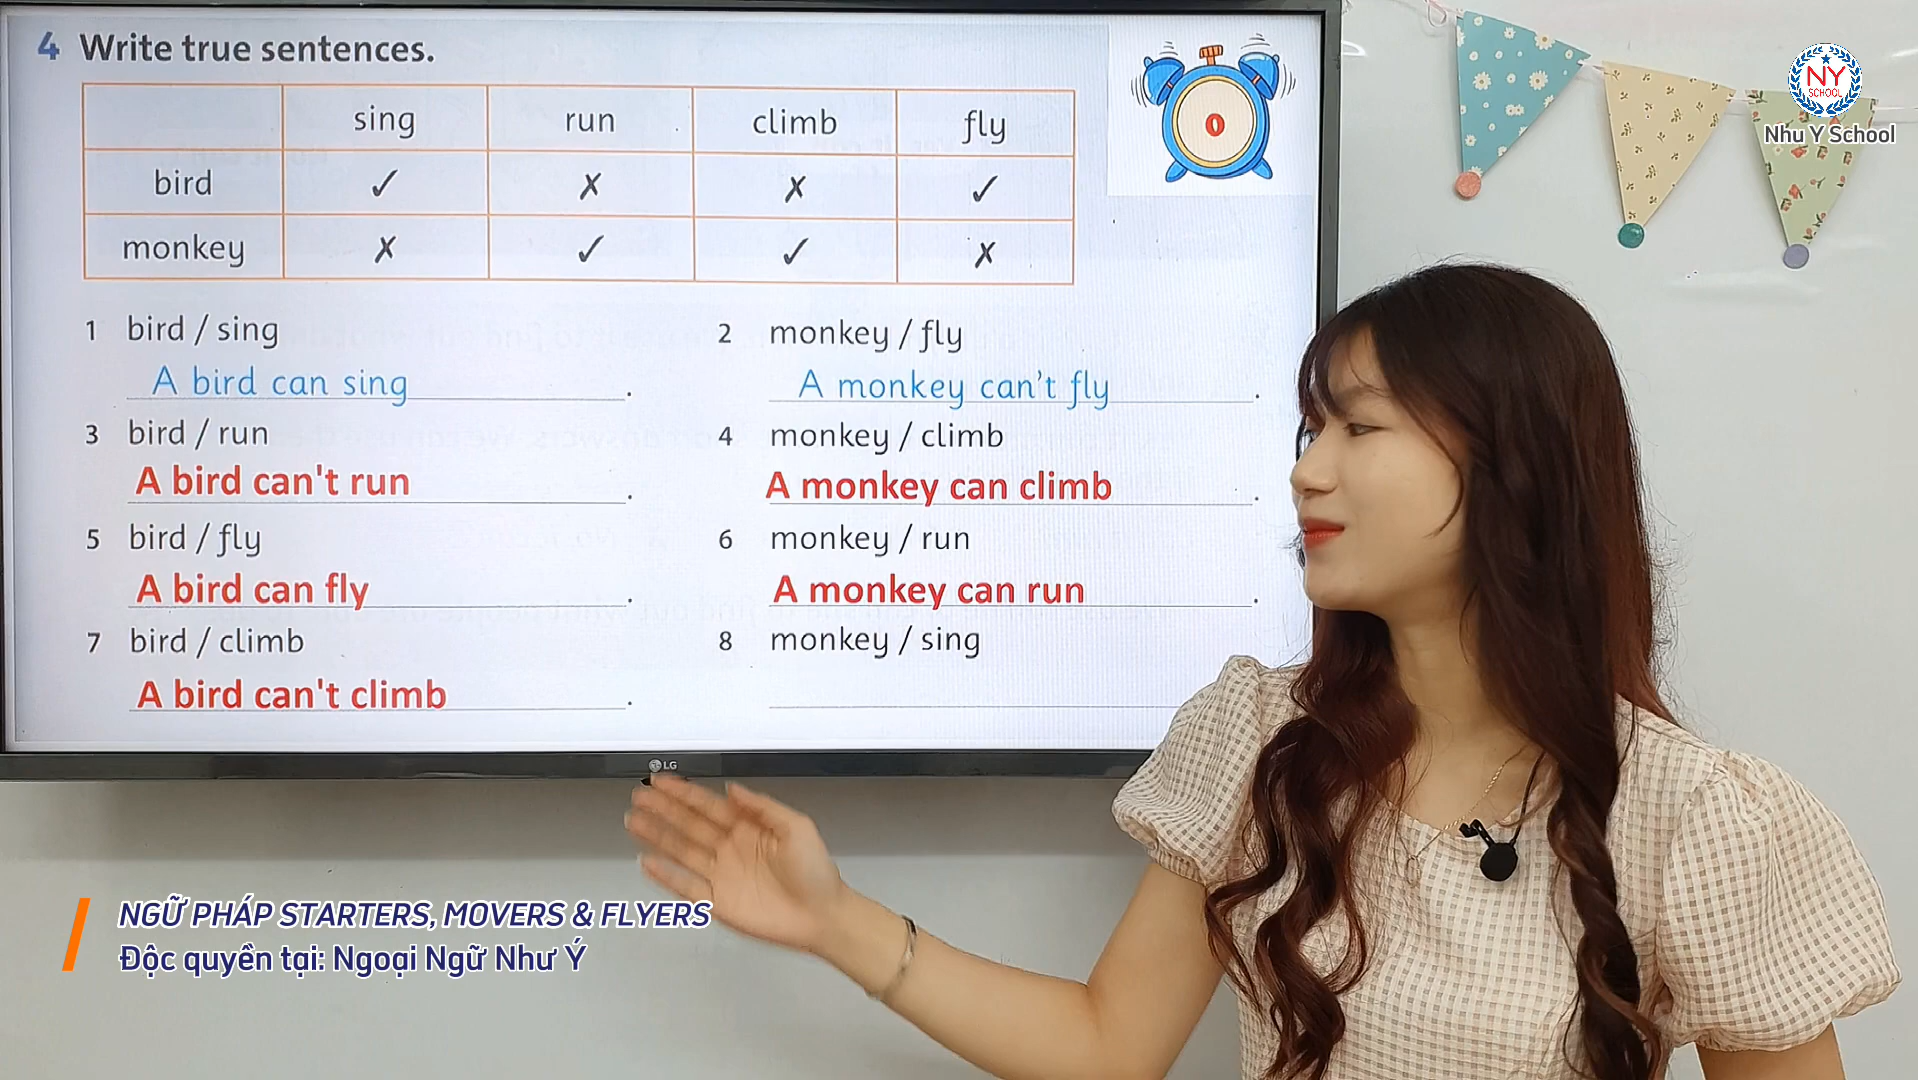 4 Write true sentences.
sing run climb fly
bird ✓ ✗ ✗ ✓
monkey ✗ ✓ ✓ ✗
0
NY
SCHOOL
Nhu Y School
1 bird / sing
A bird can sing .
2 monkey / fly
A monkey can't fly .
3 bird / run
A bird can't run .
4 monkey / climb
A monkey can climb .
5 bird / fly
A bird can fly .
6 monkey / run
A monkey can run .
7 bird / climb
A bird can't climb .
8 monkey / sing
LG
NGỮ PHÁP STARTERS, MOVERS & FLYERS
Độc quyền tại: Ngoại Ngữ Như Ý